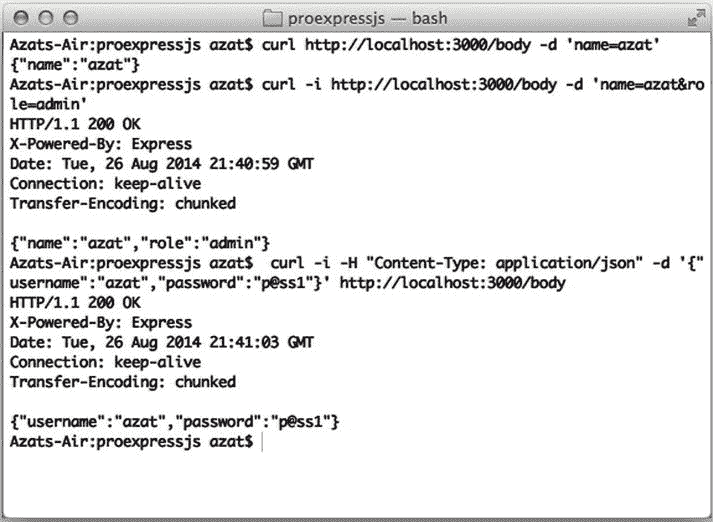 proexpressjs — bash
Azats-Air:proexpressjs azat$ curl http://localhost:3000/body -d 'name=azat'
{"name":"azat"}
Azats-Air:proexpressjs azat$ curl -i http://localhost:3000/body -d 'name=azat&ro
le=admin'
HTTP/1.1 200 OK
X-Powered-By: Express
Date: Tue, 26 Aug 2014 21:40:59 GMT
Connection: keep-alive
Transfer-Encoding: chunked
{"name":"azat","role":"admin"}
Azats-Air:proexpressjs azat$  curl -i -H "Content-Type: application/json" -d '{"
username":"azat","password":"p@ss1"}' http://localhost:3000/body
HTTP/1.1 200 OK
X-Powered-By: Express
Date: Tue, 26 Aug 2014 21:41:03 GMT
Connection: keep-alive
Transfer-Encoding: chunked
{"username":"azat","password":"p@ss1"}
Azats-Air:proexpressjs azat$